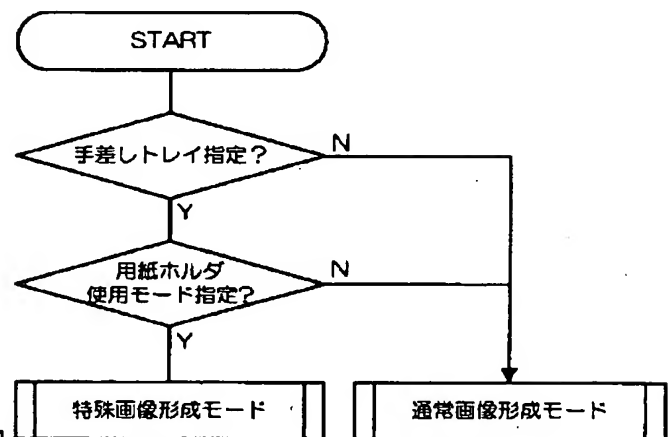 START
手差しトレイ指定?
N
Y
用紙ホルダ
使用モード指定?
N
Y
特殊画像形成モード
通常画像形成モード